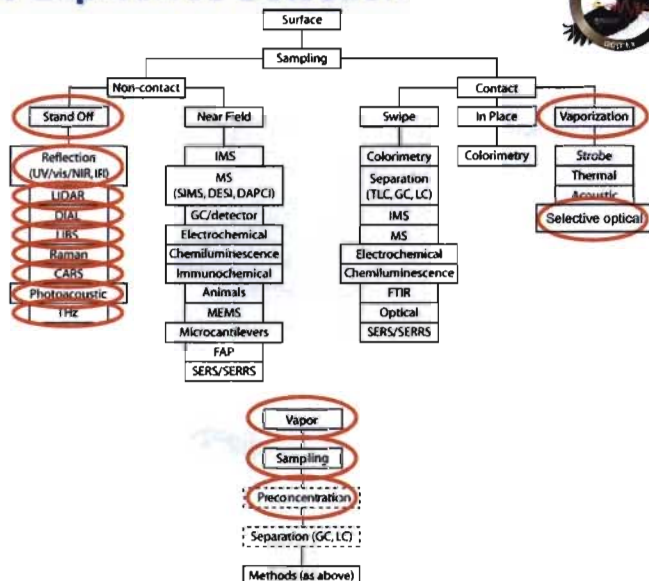 Surface
Sampling
Non-contact
Contact
Stand Off
Near Field
Swipe
In Place
Vaporization
Reflection
(UV/vis/NIR, IR)
LIDAR
DIAL
LIBS
Raman
CARS
Photoacoustic
THz
IMS
MS
(SIMS, DESI, DAPCI)
GC/detector
Electrochemical
Chemiluminescence
Immunochemical
Animals
MEMS
Microcantilevers
FAP
SERS/SERRS
Colorimetry
Separation
(TLC, GC, LC)
IMS
MS
Electrochemical
Chemiluminescence
FTIR
Optical
SERS/SERRS
Colorimetry
Strobe
Thermal
Acoustic
Selective optical
Vapor
Sampling
Preconcentration
Separation (GC, LC)
Methods (as above)